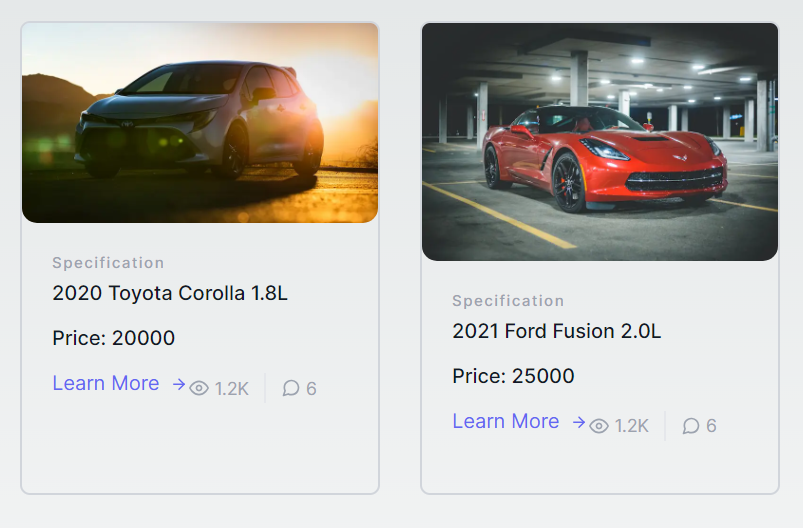 Specification
2020 Toyota Corolla 1.8L
Price: 20000
Learn More → 1.2K 6
Specification
2021 Ford Fusion 2.0L
Price: 25000
Learn More → 1.2K 6